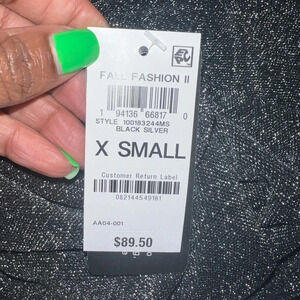 FALL FASHION II
1 94136 66817 0
STYLE 100183244MS
BLACK SILVER
X SMALL
Customer Return Label
082144549161
AA04-001
$89.50